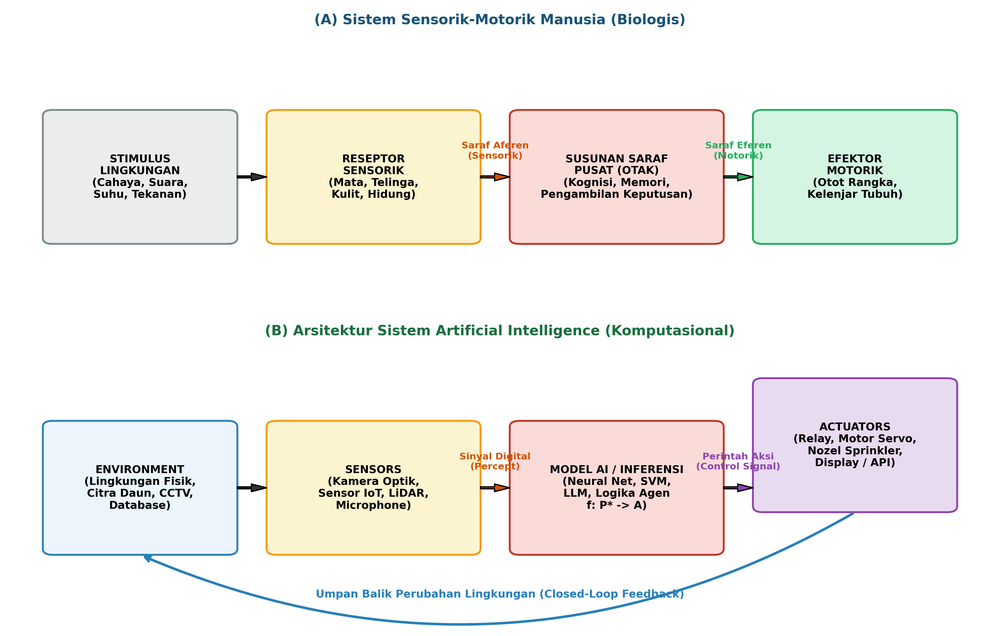 (A) Sistem Sensorik-Motorik Manusia (Biologis)
STIMULUS
LINGKUNGAN
(Cahaya, Suara,
Suhu, Tekanan)
RESEPTOR
SENSORIK
(Mata, Telinga,
Kulit, Hidung)
Saraf Aferen
(Sensorik)
SUSUNAN SARAF
PUSAT (OTAK)
(Kognisi, Memori,
Pengambilan Keputusan)
Saraf Eferen
(Motorik)
EFEKTOR
MOTORIK
(Otot Rangka,
Kelenjar Tubuh)
(B) Arsitektur Sistem Artificial Intelligence (Komputasional)
ENVIRONMENT
(Lingkungan Fisik,
Citra Daun, CCTV,
Database)
SENSORS
(Kamera Optik,
Sensor IoT, LiDAR,
Microphone)
Sinyal Digital
(Percept)
MODEL AI / INFERENSI
(Neural Net, SVM,
LLM, Logika Agen
f: P* -> A)
Perintah Aksi
(Control Signal)
ACTUATORS
(Relay, Motor Servo,
Nozel Sprinkler,
Display / API)
Umpan Balik Perubahan Lingkungan (Closed-Loop Feedback)